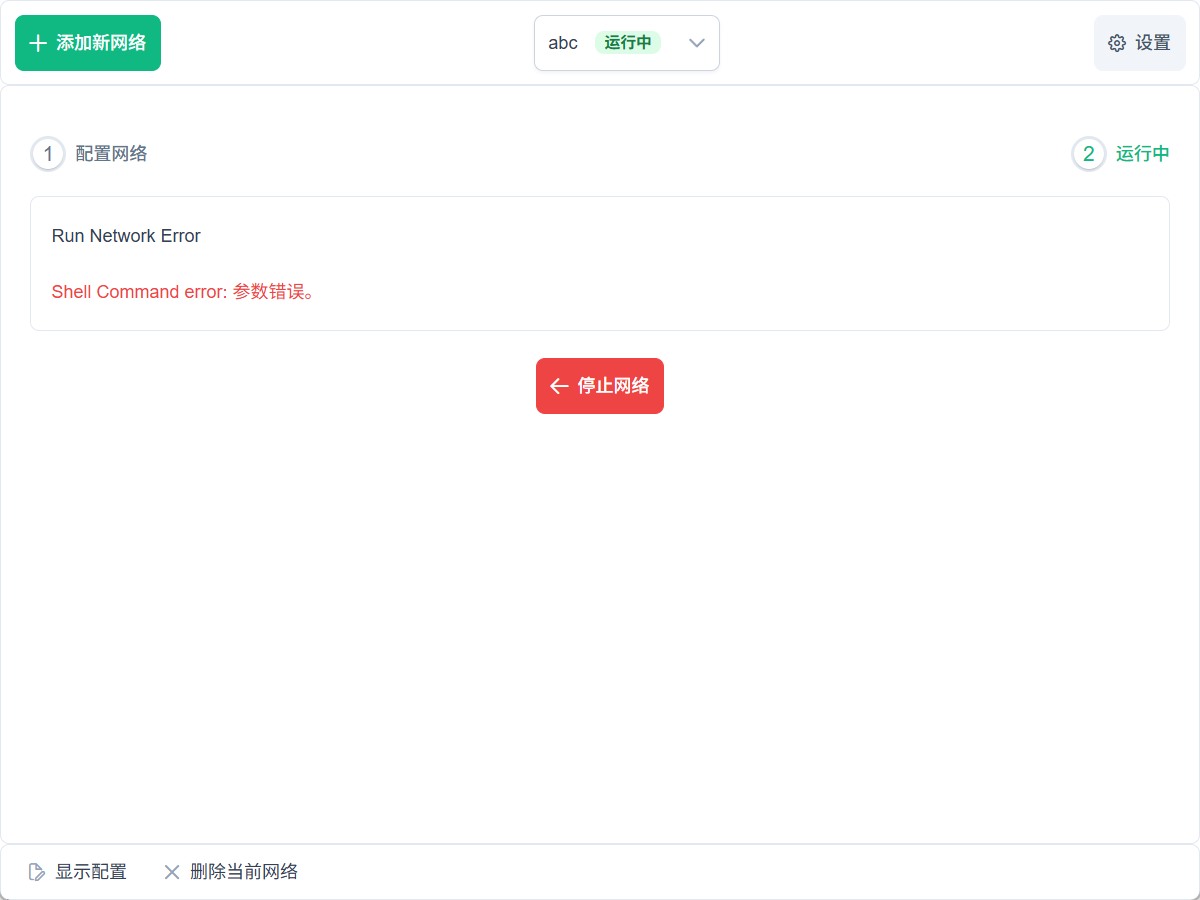 添加新网络
abc 运行中
设置
1 配置网络
2 运行中
Run Network Error
Shell Command error: 参数错误。
停止网络
显示配置
删除当前网络